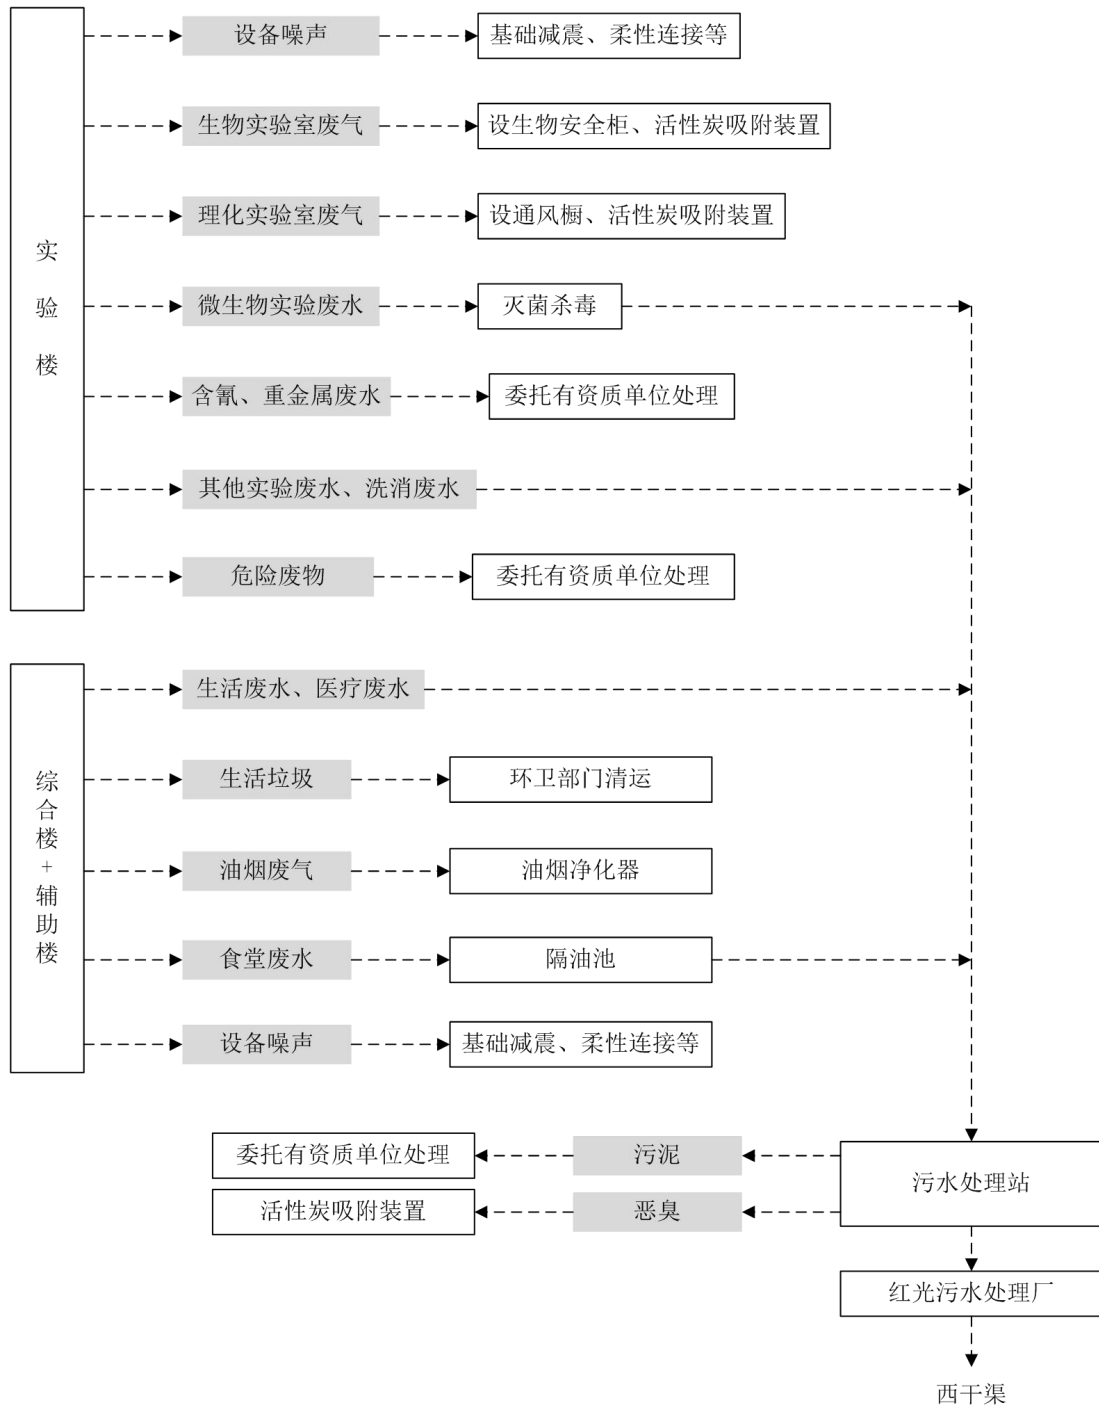 实验楼
设备噪声
基础减震、柔性连接等
生物实验室废气
设生物安全柜、活性炭吸附装置
理化实验室废气
设通风橱、活性炭吸附装置
微生物实验废水
灭菌杀毒
含氰、重金属废水
委托有资质单位处理
其他实验废水、洗消废水
危险废物
委托有资质单位处理
综合楼+辅助楼
生活废水、医疗废水
生活垃圾
环卫部门清运
油烟废气
油烟净化器
食堂废水
隔油池
设备噪声
基础减震、柔性连接等
委托有资质单位处理
污泥
污水处理站
活性炭吸附装置
恶臭
红光污水处理厂
西干渠